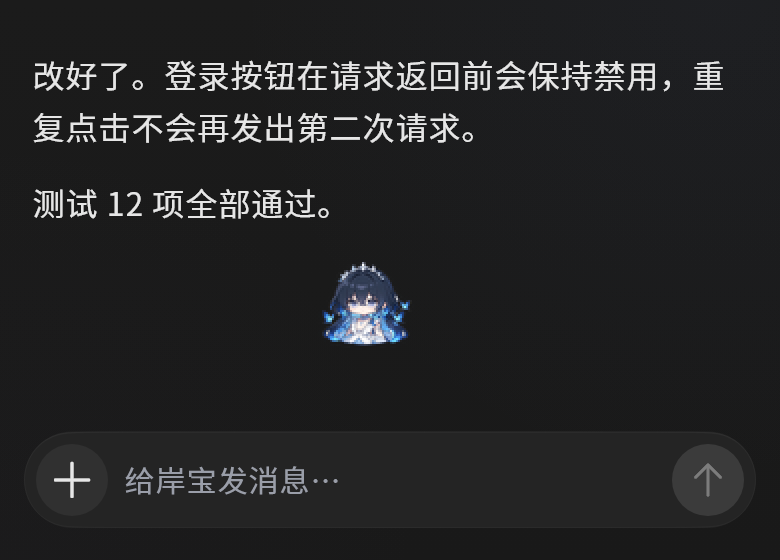 改好了。登录按钮在请求返回前会保持禁用，重
复点击不会再发出第二次请求。
测试 12 项全部通过。
给岸宝发消息…